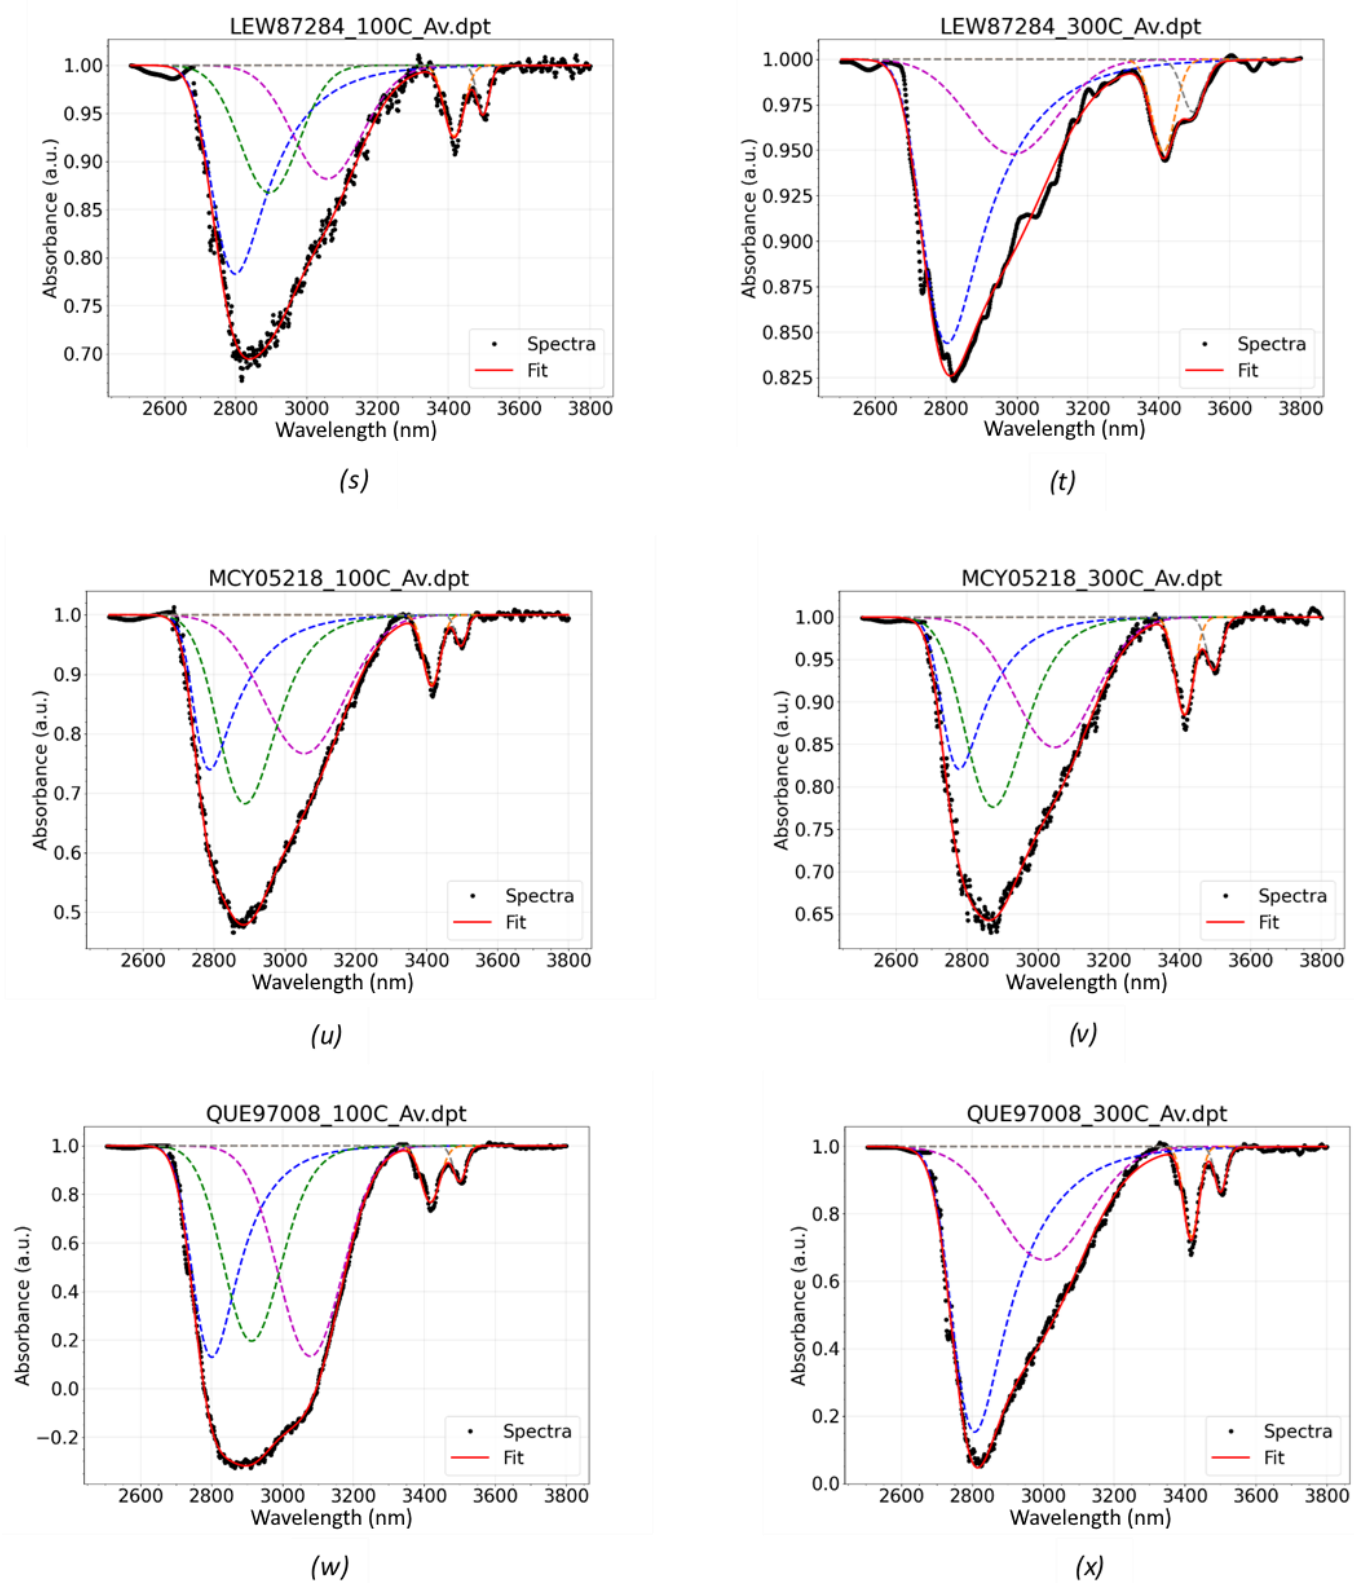 LEW87284_100C_Av.dpt
1.00
0.95
0.90
0.85
0.80
0.75
0.70
Absorbance (a.u.)
Spectra
Fit
2600 2800 3000 3200 3400 3600 3800
Wavelength (nm)
(s)
LEW87284_300C_Av.dpt
1.000
0.975
0.950
0.925
0.900
0.875
0.850
0.825
Absorbance (a.u.)
Spectra
Fit
2600 2800 3000 3200 3400 3600 3800
Wavelength (nm)
(t)
MCY05218_100C_Av.dpt
1.0
0.9
0.8
0.7
0.6
0.5
Absorbance (a.u.)
Spectra
Fit
2600 2800 3000 3200 3400 3600 3800
Wavelength (nm)
(u)
MCY05218_300C_Av.dpt
1.00
0.95
0.90
0.85
0.80
0.75
0.70
0.65
Absorbance (a.u.)
Spectra
Fit
2600 2800 3000 3200 3400 3600 3800
Wavelength (nm)
(v)
QUE97008_100C_Av.dpt
1.0
0.8
0.6
0.4
0.2
0.0
−0.2
Absorbance (a.u.)
Spectra
Fit
2600 2800 3000 3200 3400 3600 3800
Wavelength (nm)
(w)
QUE97008_300C_Av.dpt
1.0
0.8
0.6
0.4
0.2
0.0
Absorbance (a.u.)
Spectra
Fit
2600 2800 3000 3200 3400 3600 3800
Wavelength (nm)
(x)